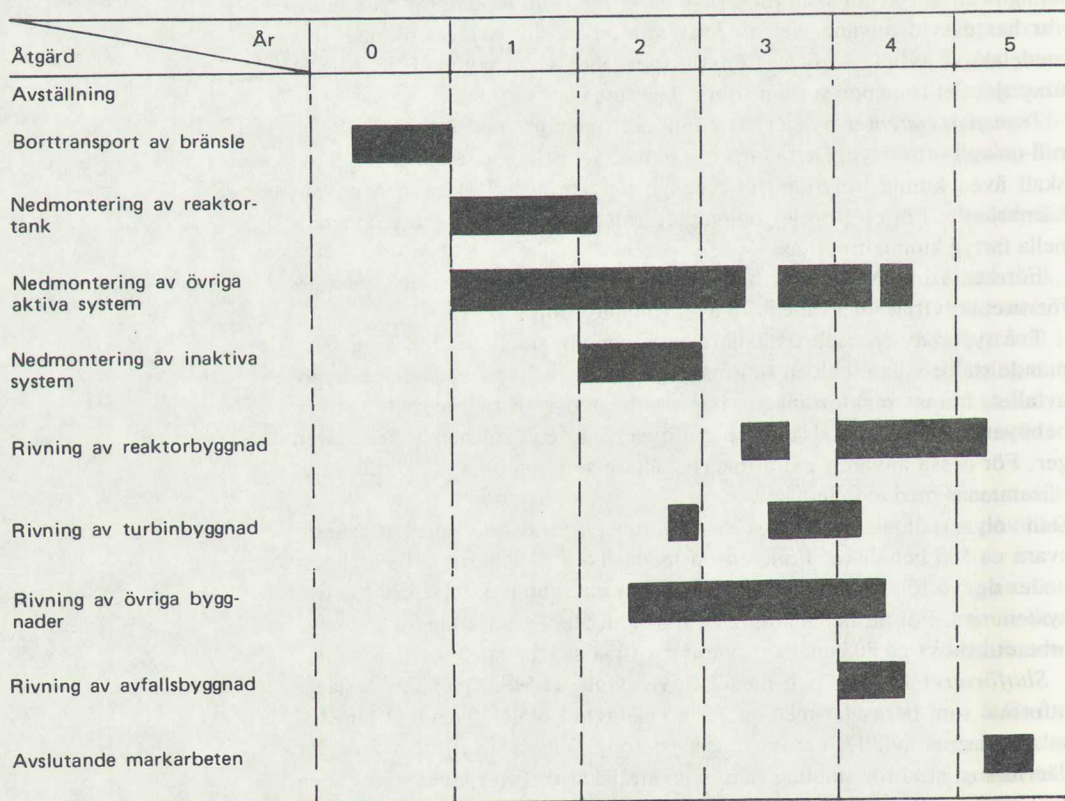 År
0 1 2 3 4 5
Åtgärd
Avställning
Borttransport av bränsle
Nedmontering av reaktor-
tank
Nedmontering av övriga
aktiva system
Nedmontering av inaktiva
system
Rivning av reaktorbyggnad
Rivning av turbinbyggnad
Rivning av övriga bygg-
nader
Rivning av avfallsbyggnad
Avslutande markarbeten